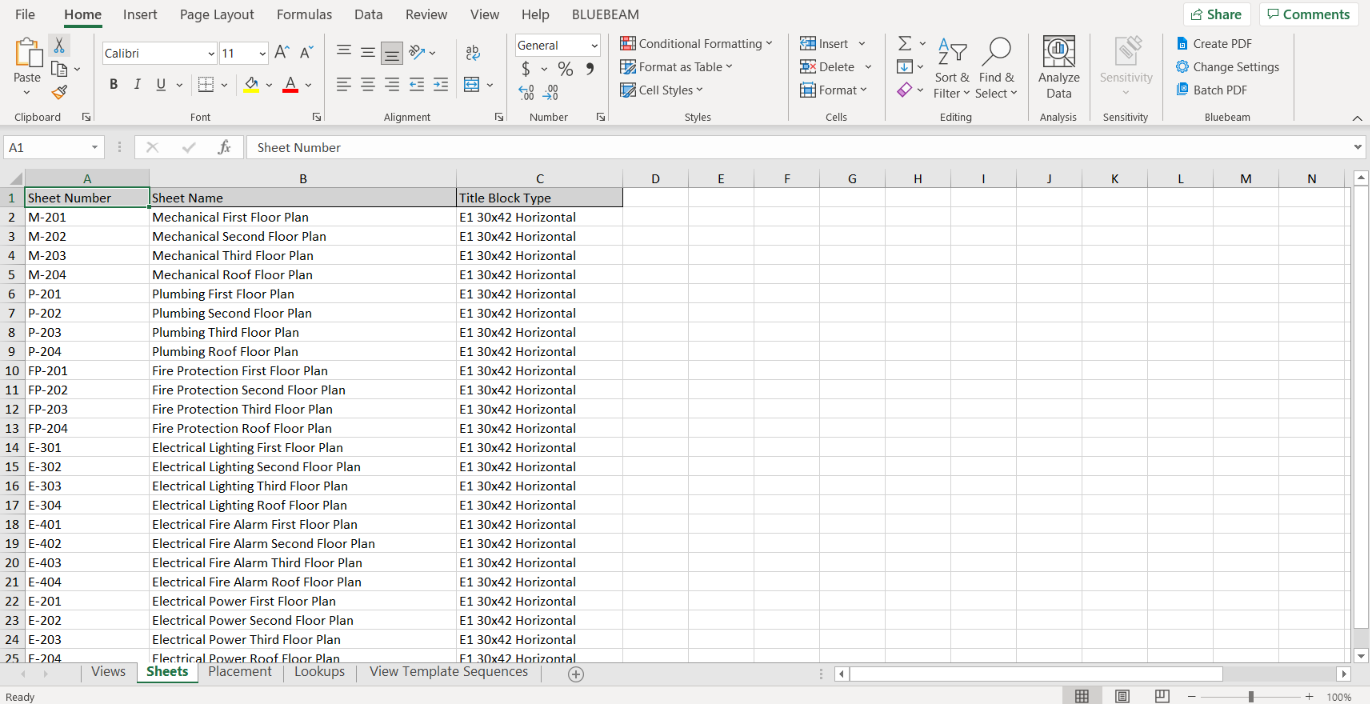 File Home Insert Page Layout Formulas Data Review View Help BLUEBEAM Share Comments
Paste Calibri 11 General Conditional Formatting Insert Create PDF
B I U $ % 9 Format as Table Delete Sort & Filter Find & Select Analyze Data Sensitivity Change Settings
Cell Styles Format Batch PDF
Clipboard Font Alignment Number Styles Cells Editing Analysis Sensitivity Bluebeam
A1 fx Sheet Number
A B C D E F G H I J K L M N
1 Sheet Number Sheet Name Title Block Type
2 M-201 Mechanical First Floor Plan E1 30x42 Horizontal
3 M-202 Mechanical Second Floor Plan E1 30x42 Horizontal
4 M-203 Mechanical Third Floor Plan E1 30x42 Horizontal
5 M-204 Mechanical Roof Floor Plan E1 30x42 Horizontal
6 P-201 Plumbing First Floor Plan E1 30x42 Horizontal
7 P-202 Plumbing Second Floor Plan E1 30x42 Horizontal
8 P-203 Plumbing Third Floor Plan E1 30x42 Horizontal
9 P-204 Plumbing Roof Floor Plan E1 30x42 Horizontal
10 FP-201 Fire Protection First Floor Plan E1 30x42 Horizontal
11 FP-202 Fire Protection Second Floor Plan E1 30x42 Horizontal
12 FP-203 Fire Protection Third Floor Plan E1 30x42 Horizontal
13 FP-204 Fire Protection Roof Floor Plan E1 30x42 Horizontal
14 E-301 Electrical Lighting First Floor Plan E1 30x42 Horizontal
15 E-302 Electrical Lighting Second Floor Plan E1 30x42 Horizontal
16 E-303 Electrical Lighting Third Floor Plan E1 30x42 Horizontal
17 E-304 Electrical Lighting Roof Floor Plan E1 30x42 Horizontal
18 E-401 Electrical Fire Alarm First Floor Plan E1 30x42 Horizontal
19 E-402 Electrical Fire Alarm Second Floor Plan E1 30x42 Horizontal
20 E-403 Electrical Fire Alarm Third Floor Plan E1 30x42 Horizontal
21 E-404 Electrical Fire Alarm Roof Floor Plan E1 30x42 Horizontal
22 E-201 Electrical Power First Floor Plan E1 30x42 Horizontal
23 E-202 Electrical Power Second Floor Plan E1 30x42 Horizontal
24 E-203 Electrical Power Third Floor Plan E1 30x42 Horizontal
25 E-204 Electrical Power Roof Floor Plan E1 30x42 Horizontal
Views Sheets Placement Lookups View Template Sequences
Ready 100%